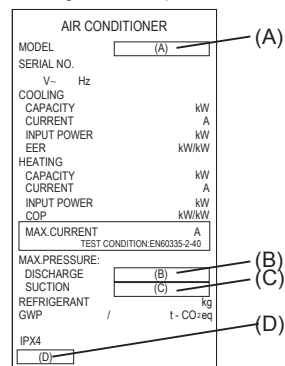 AIR CONDITIONER
MODEL (A) (A)
SERIAL NO.
V~ Hz
COOLING
CAPACITY kW
CURRENT A
INPUT POWER kW
EER kW/kW
HEATING
CAPACITY kW
CURRENT A
INPUT POWER kW
COP kW/kW
MAX.CURRENT A
TEST CONDITION:EN60335-2-40
MAX.PRESSURE:
DISCHARGE (B) (B)
SUCTION (C) (C)
REFRIGERANT kg
GWP / t - CO2eq
(D)
IPX4
(D)